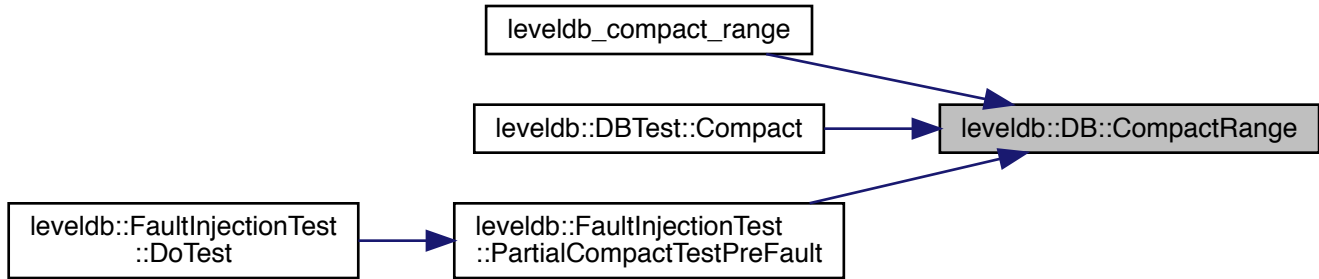 leveldb_compact_range
leveldb::DBTest::Compact
leveldb::DB::CompactRange
leveldb::FaultInjectionTest
::DoTest
leveldb::FaultInjectionTest
::PartialCompactTestPreFault